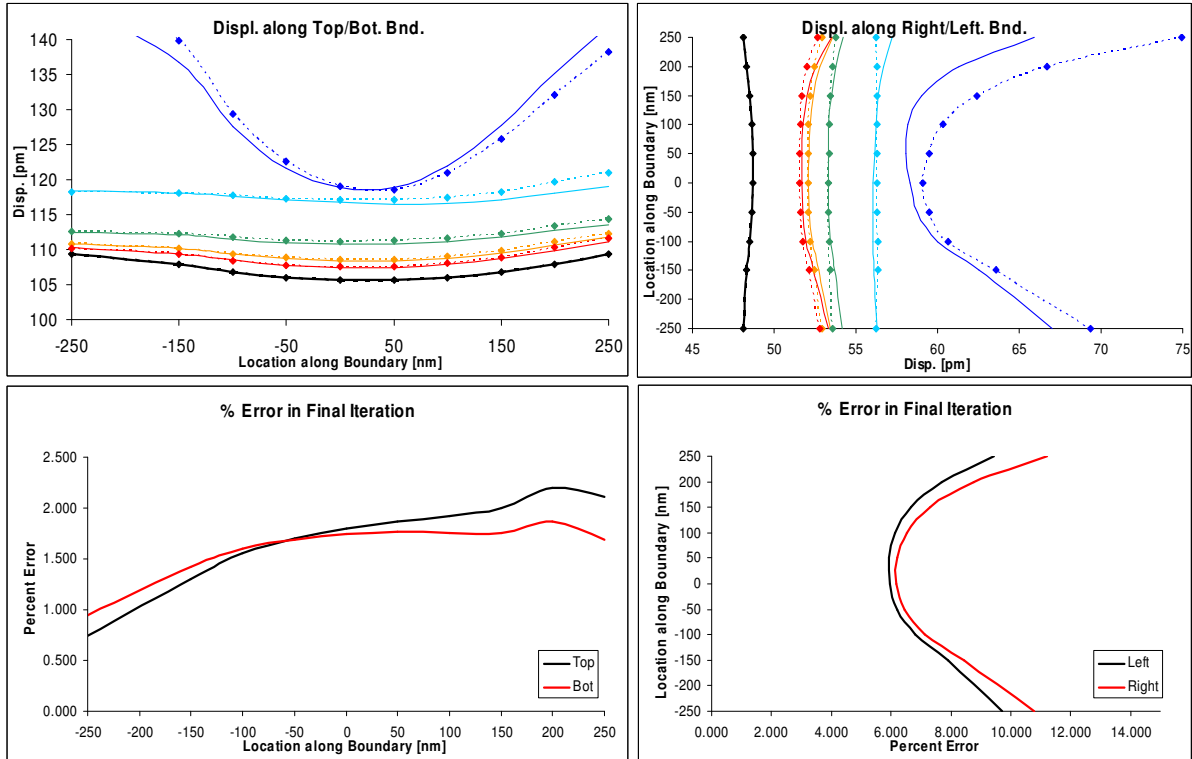 Displ. along Top/Bot. Bnd.
140
135
130
125
120
115
110
105
100
Disp. [pm]
-250 -150 -50 50 150 250
Location along Boundary [nm]
Displ. along Right/Left. Bnd.
250
200
150
100
50
0
-50
-100
-150
-200
-250
Location along Boundary [nm]
45 50 55 60 65 70 75
Disp. [pm]
% Error in Final Iteration
2.500
2.000
1.500
1.000
0.500
0.000
Percent Error
Top
Bot
-250 -200 -150 -100 -50 0 50 100 150 200 250
Location along Boundary [nm]
% Error in Final Iteration
250
200
150
100
50
0
-50
-100
-150
-200
-250
Location along Boundary [nm]
Left
Right
0.000 2.000 4.000 6.000 8.000 10.000 12.000 14.000
Percent Error